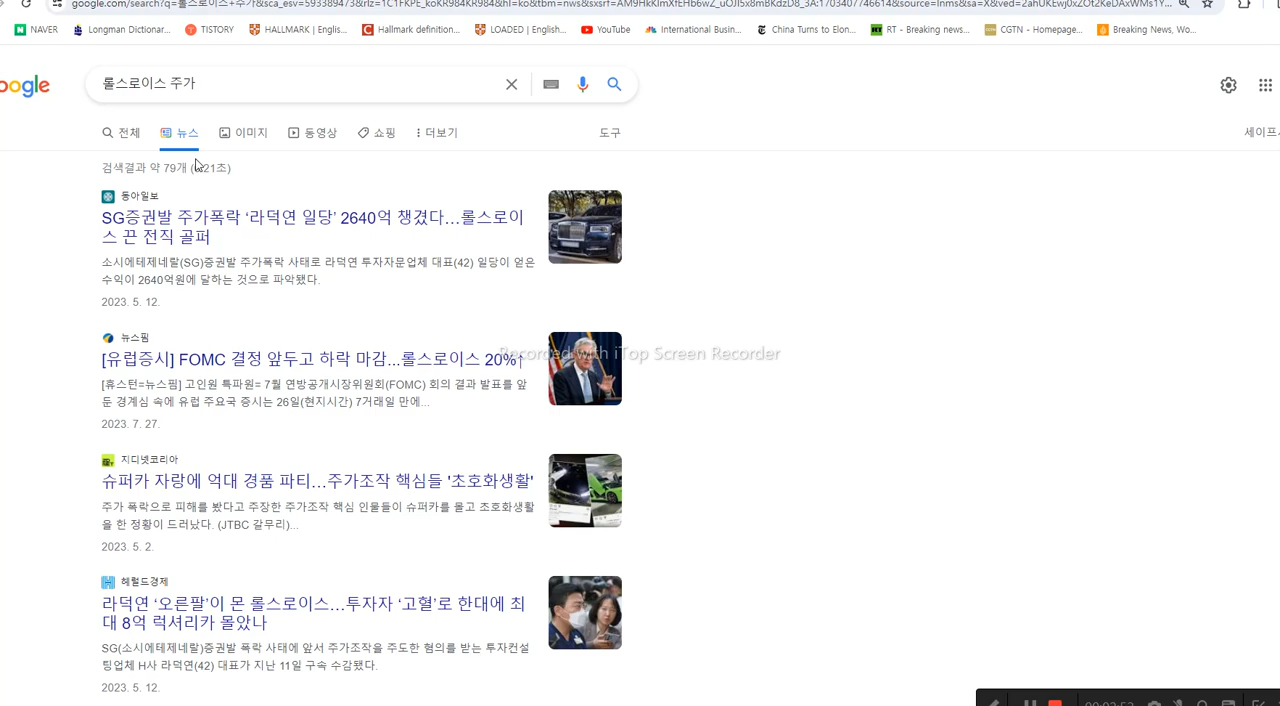 google.com/search?q=롤스로이스+주가&sca_esv=593389473&rlz=1C1FKPE_koKR984KR984&hl=ko&tbm=nws&
NAVER
Longman Dictionar...
TISTORY
HALLMARK | Englis...
Hallmark definition...
LOADED | English...
YouTube
International Busin...
China Turns to Elon...
RT - Breaking news...
CGTN - Homepage...
Breaking News, Wo...
oogle
롤스로이스 주가
전체
뉴스
이미지
동영상
쇼핑
더보기
도구
세이프
검색결과 약 79개
동아일보
SG증권발 주가폭락 ‘라덕연 일당’ 2640억 챙겼다...롤스로이
스 끈 전직 골퍼
소시에테제네랄(SG)증권발 주가폭락 사태로 라덕연 투자자문업체 대표(42) 일당이 얻은
수익이 2640억원에 달하는 것으로 파악됐다.
2023. 5. 12.
뉴스핌
[유럽증시] FOMC 결정 앞두고 하락 마감...롤스로이스 20%↑
Recorded with iTop Screen Recorder
[휴스턴=뉴스핌] 고인원 특파원= 7월 연방공개시장위원회(FOMC) 회의 결과 발표를 앞
둔 경계심 속에 유럽 주요국 증시는 26일(현지시간) 7거래일 만에...
2023. 7. 27.
지디넷코리아
슈퍼카 자랑에 억대 경품 파티...주가조작 핵심들 '초호화생활'
주가 폭락으로 피해를 봤다고 주장한 주가조작 핵심 인물들이 슈퍼카를 몰고 초호화생활
을 한 정황이 드러났다. (JTBC 갈무리)...
2023. 5. 2.
헤럴드경제
라덕연 ‘오른팔’이 몬 롤스로이스...투자자 ‘고혈’로 한대에 최
대 8억 럭셔리카 몰았나
SG(소시에테제네랄)증권발 폭락 사태에 앞서 주가조작을 주도한 혐의를 받는 투자컨설
팅업체 H사 라덕연(42) 대표가 지난 11일 구속 수감됐다.
2023. 5. 12.